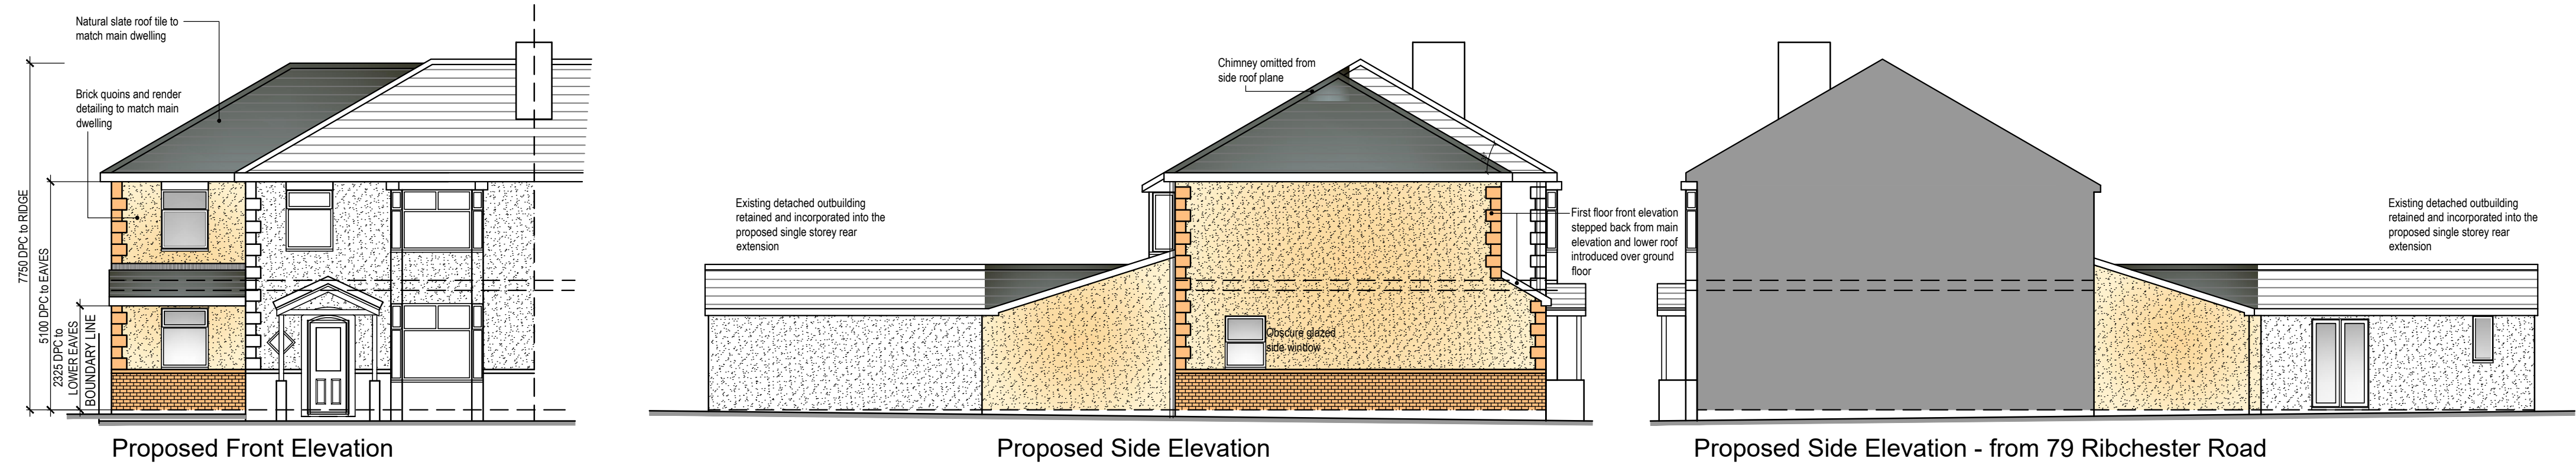 Natural slate roof tile to
match main dwelling
Brick quoins and render
detailing to match main
dwelling
7750 DPC to RIDGE
5100 DPC to EAVES
2325 DPC to
LOWER EAVES
BOUNDARY LINE
Proposed Front Elevation
Existing detached outbuilding
retained and incorporated into the
proposed single storey rear
extension
Chimney omitted from
side roof plane
First floor front elevation
stepped back from main
elevation and lower roof
introduced over ground
floor
Obscure glazed
side window
Proposed Side Elevation
Existing detached outbuilding
retained and incorporated into the
proposed single storey rear
extension
Proposed Side Elevation - from 79 Ribchester Road